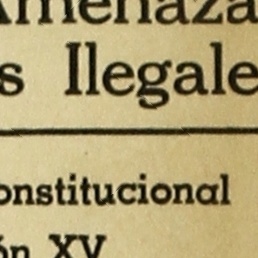 Amenaza
s Ilegale
onstitucional
ón XV